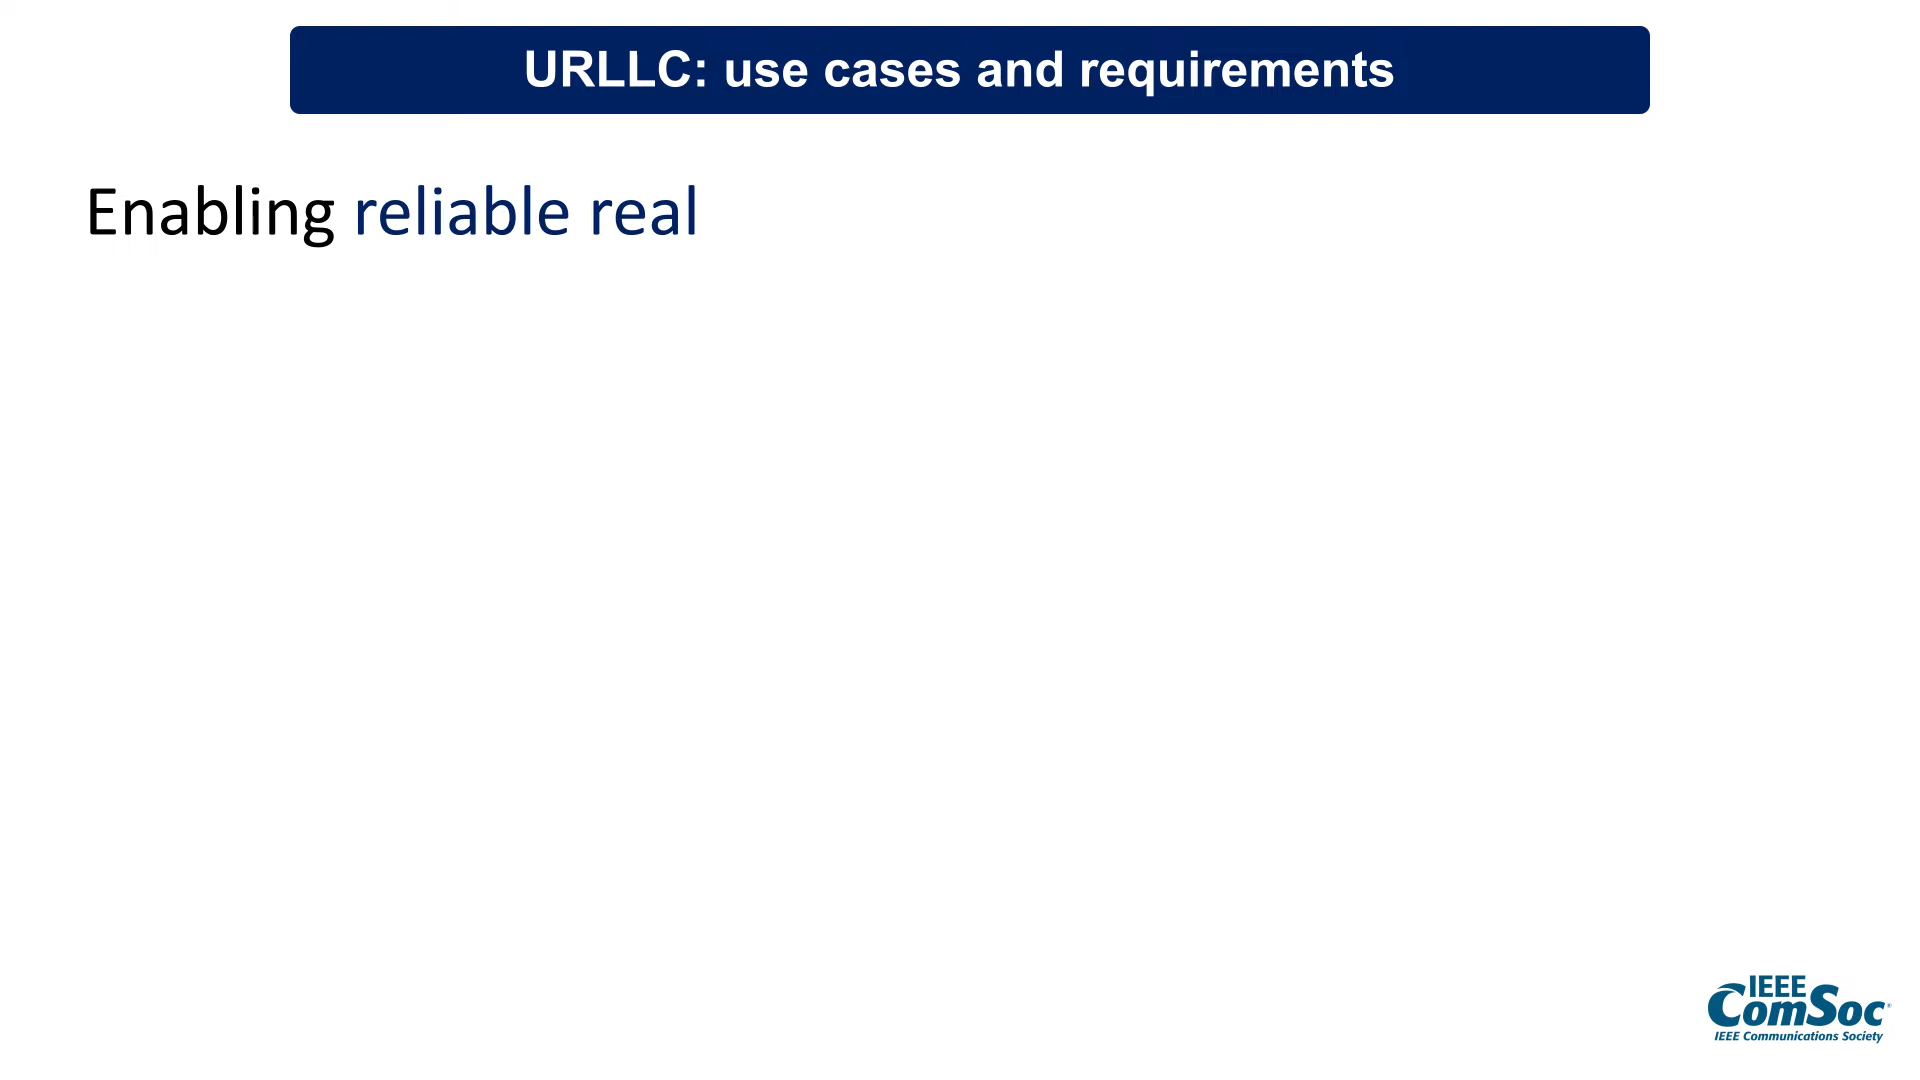 URLLC: use cases and requirements
Enabling reliable real
IEEE
ComSoc®
IEEE Communications Society